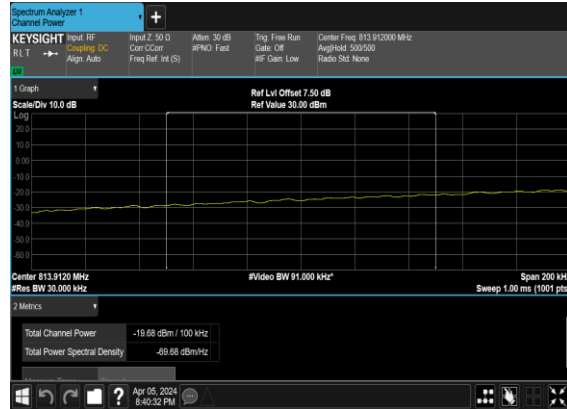 Spectrum Analyzer 1
Channel Power
KEYSIGHT Input: RF Input Z: 50 Ω Atten: 30 dB Trig: Free Run Center Freq: 813.912000 MHz
RLT Coupling: DC Corr CCorr #PNO: Fast Gate: Off Avg|Hold: 500/500
Align: Auto Freq Ref: Int (S) #IF Gain: Low Radio Std: None
1 Graph
Ref Lvl Offset 7.50 dB
Scale/Div 10.0 dB Ref Value 30.00 dBm
Log
20.0
10.0
0.00
-10.0
-20.0
-30.0
-40.0
-50.0
-60.0
Center 813.9120 MHz #Video BW 91.000 kHz* Span 200 kH
#Res BW 30.000 kHz Sweep 1.00 ms (1001 pts
2 Metrics
Total Channel Power -19.68 dBm / 100 kHz
Total Power Spectral Density -69.68 dBm/Hz
Apr 05, 2024
8:40:32 PM